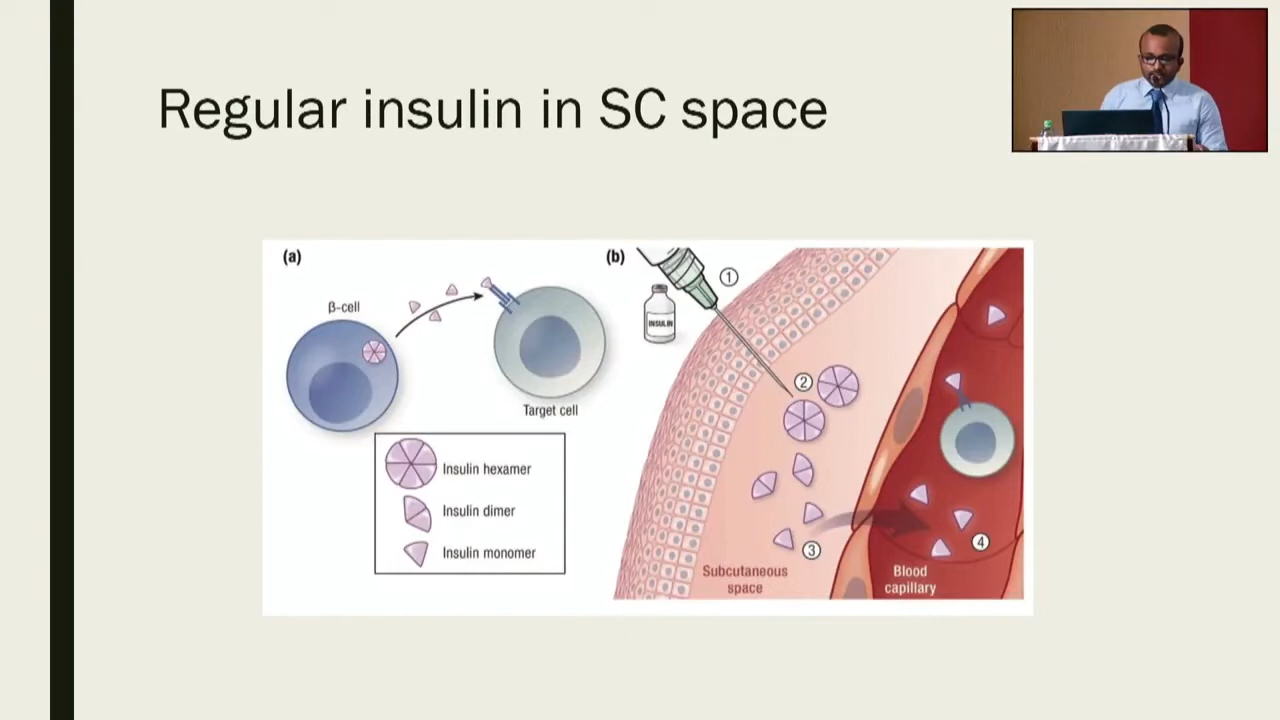 Regular insulin in SC space
(a)
β-cell
Target cell
Insulin hexamer
Insulin dimer
Insulin monomer
(b)
1
INSULIN
2
3
4
Subcutaneous
space
Blood
capillary